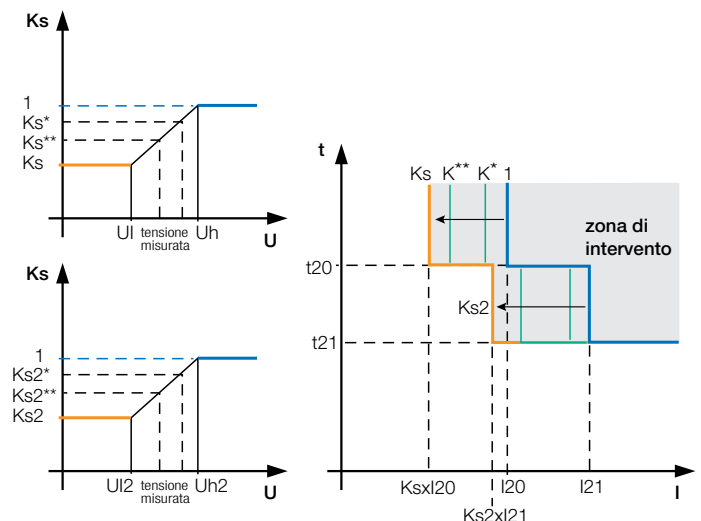 Ks
1
Ks*
Ks**
Ks
Ul
tensione
misurata
Uh
U
Ks
1
Ks2*
Ks2**
Ks2
Ul2
tensione
misurata
Uh2
U
t
Ks K** K* 1
zona di
intervento
t20
Ks2
t21
KsxI20
I20
I21
I
Ks2xI21